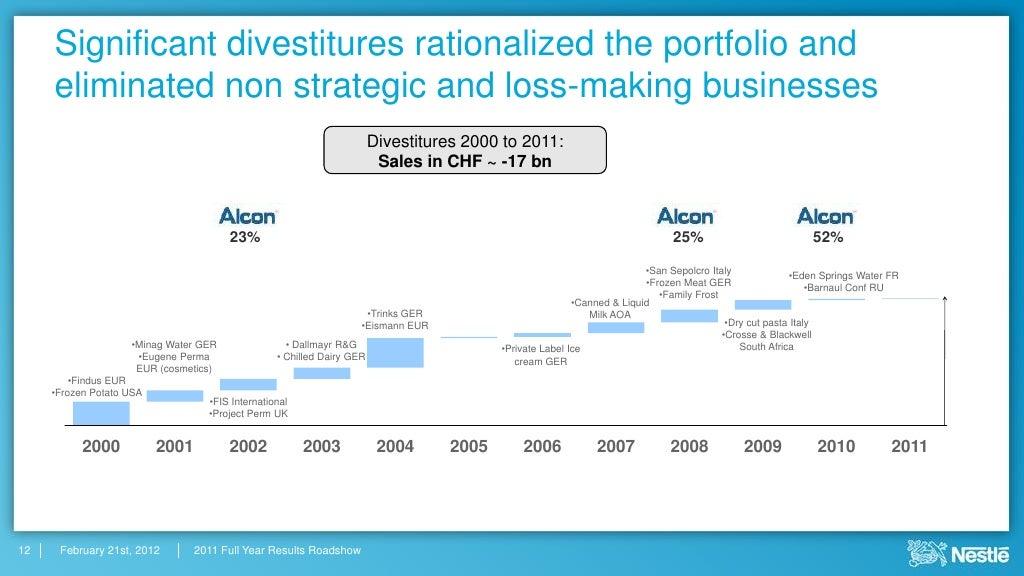 Significant divestitures rationalized the portfolio and
eliminated non strategic and loss-making businesses
Divestitures 2000 to 2011:
Sales in CHF ~ -17 bn
Alcon
23%
Alcon
25%
Alcon
52%
•Findus EUR
•Frozen Potato USA
•Minag Water GER
•Eugene Perma
EUR (cosmetics)
•FIS International
•Project Perm UK
• Dallmayr R&G
• Chilled Dairy GER
•Trinks GER
•Eismann EUR
•Private Label Ice
cream GER
•Canned & Liquid
Milk AOA
•San Sepolcro Italy
•Frozen Meat GER
•Family Frost
•Dry cut pasta Italy
•Crosse & Blackwell
South Africa
•Eden Springs Water FR
•Barnaul Conf RU
2000 2001 2002 2003 2004 2005 2006 2007 2008 2009 2010 2011
12 February 21st, 2012 2011 Full Year Results Roadshow
Nestlé